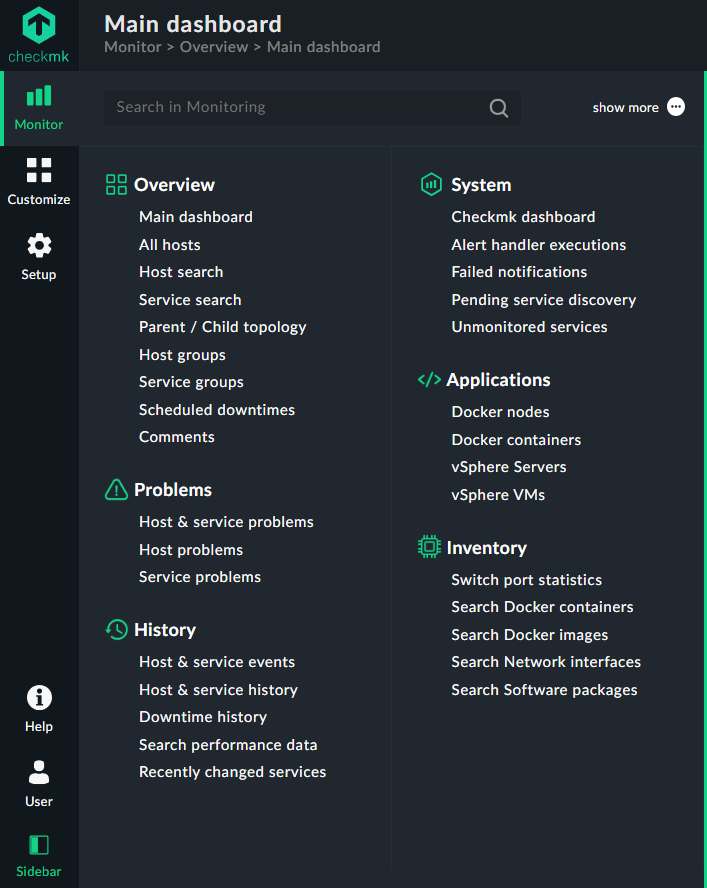 checkmk
Main dashboard
Monitor > Overview > Main dashboard
Monitor
Customize
Setup
Help
User
Sidebar
Search in Monitoring
show more
Overview
Main dashboard
All hosts
Host search
Service search
Parent / Child topology
Host groups
Service groups
Scheduled downtimes
Comments
Problems
Host & service problems
Host problems
Service problems
History
Host & service events
Host & service history
Downtime history
Search performance data
Recently changed services
System
Checkmk dashboard
Alert handler executions
Failed notifications
Pending service discovery
Unmonitored services
Applications
Docker nodes
Docker containers
vSphere Servers
vSphere VMs
Inventory
Switch port statistics
Search Docker containers
Search Docker images
Search Network interfaces
Search Software packages